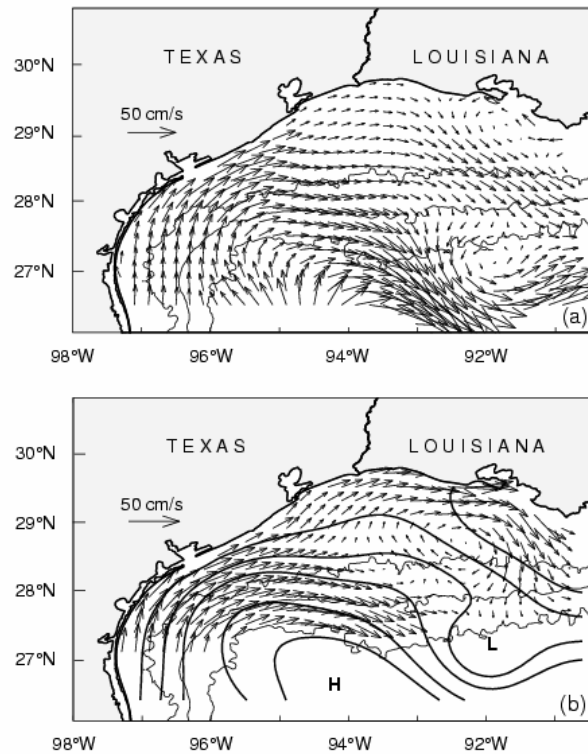 30°N
TEXAS
LOUISIANA
50 cm/s
29°N
28°N
27°N
(a)
98°W
96°W
94°W
92°W
30°N
TEXAS
LOUISIANA
50 cm/s
29°N
28°N
27°N
L
H
(b)
98°W
96°W
94°W
92°W